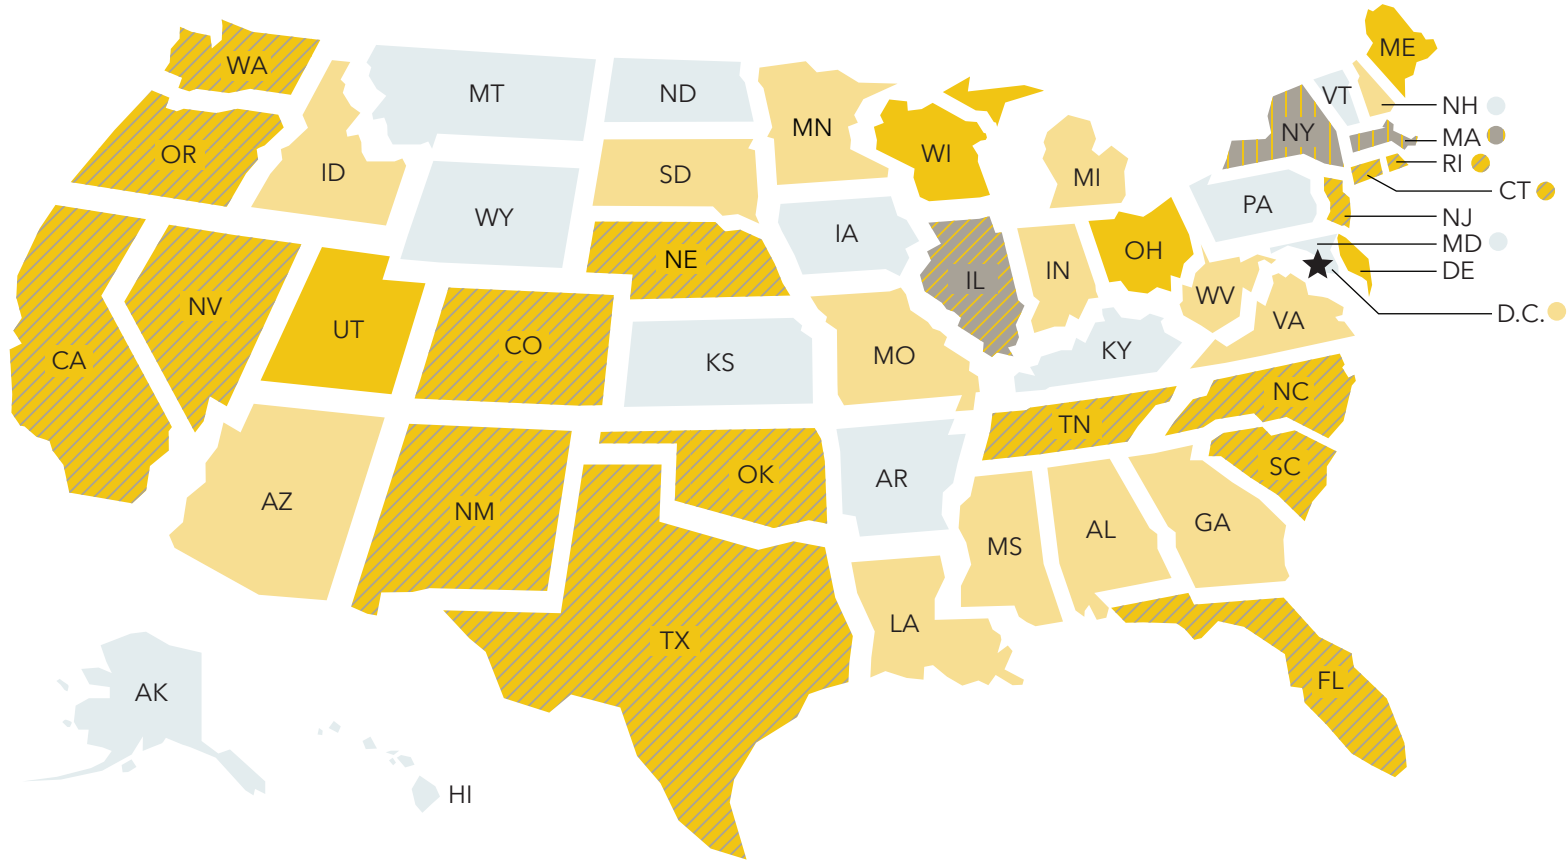 ME
WA
MT
ND
VT
NH
MN
NY
MA
OR
WI
RI
ID
SD
MI
CT
PA
NJ
WY
IA
MD
OH
NE
IN
DE
IL
WV
NV
D.C.
VA
UT
CO
KY
MO
CA
KS
NC
TN
SC
OK
AR
AZ
NM
GA
AL
MS
LA
TX
FL
AK
HI